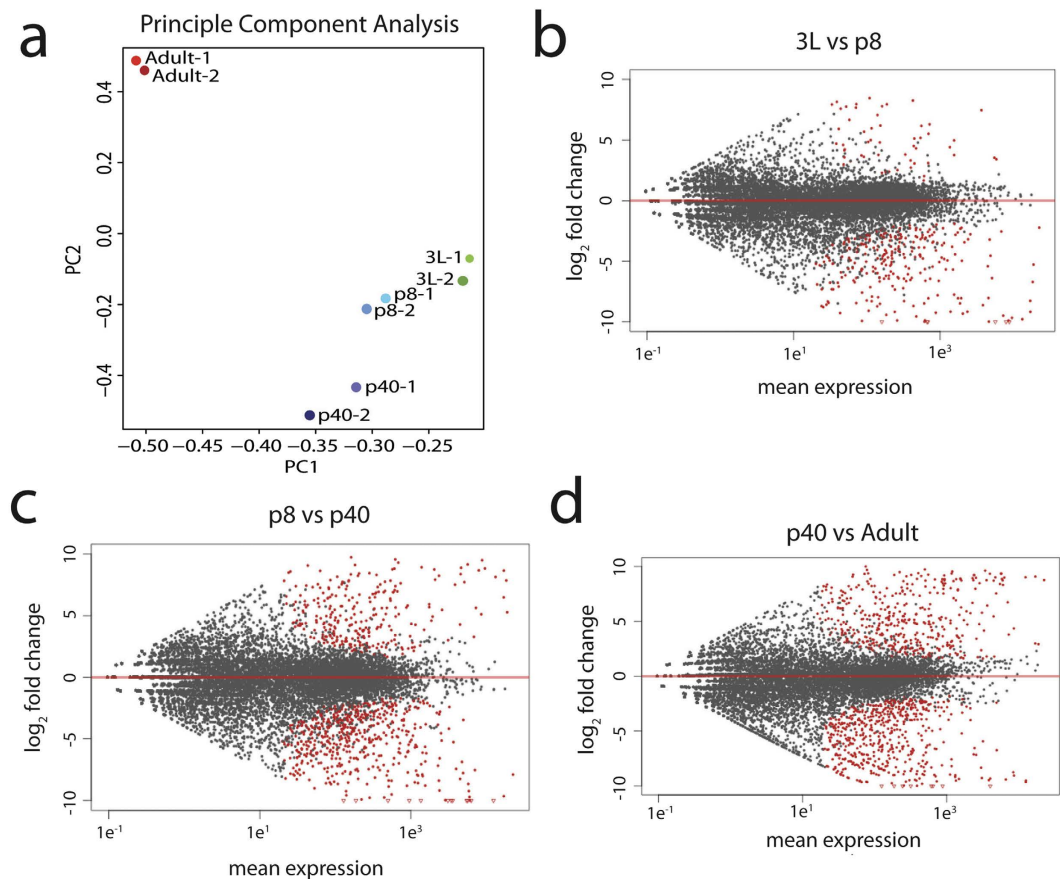 a
Principle Component Analysis
Adult-1
Adult-2
3L-1
3L-2
p8-1
p8-2
p40-1
p40-2
0.4
0.2
0.0
−0.2
−0.4
PC2
−0.50 −0.45 −0.40 −0.35 −0.30 −0.25
PC1
b
3L vs p8
10
5
0
-5
-10
log2 fold change
1e-1 1e1 1e3
mean expression
c
p8 vs p40
10
5
0
-5
-10
log2 fold change
1e-1 1e1 1e3
mean expression
d
p40 vs Adult
10
5
0
-5
-10
log2 fold change
1e-1 1e1 1e3
mean expression